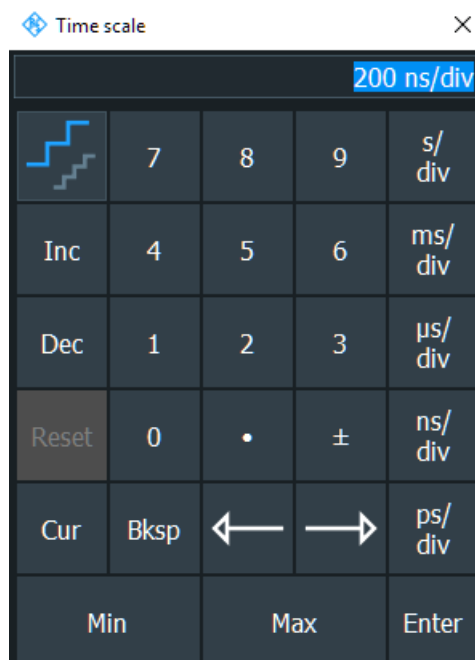 Time scale
200 ns/div
7 8 9 s/
div
Inc 4 5 6 ms/
div
Dec 1 2 3 µs/
div
Reset 0 • ± ns/
div
Cur Bksp ps/
div
Min Max Enter